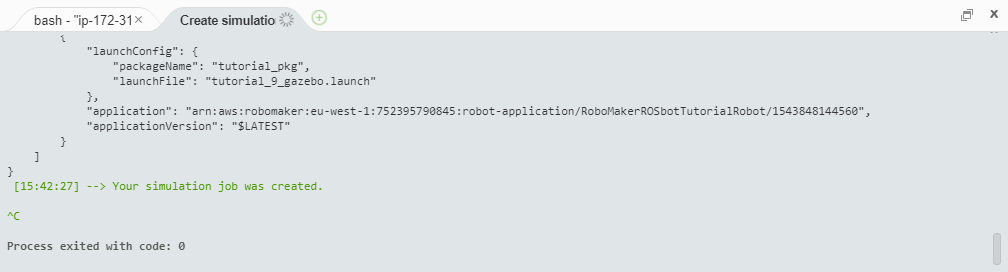 bash - "ip-172-31
Create simulatio
{
"launchConfig": {
"packageName": "tutorial_pkg",
"launchFile": "tutorial_9_gazebo.launch"
},
"application": "arn:aws:robomaker:eu-west-1:752395790845:robot-application/RoboMakerROSbotTutorialRobot/1543848144560",
"applicationVersion": "$LATEST"
}
]
}
[15:42:27] --> Your simulation job was created.
^C
Process exited with code: 0